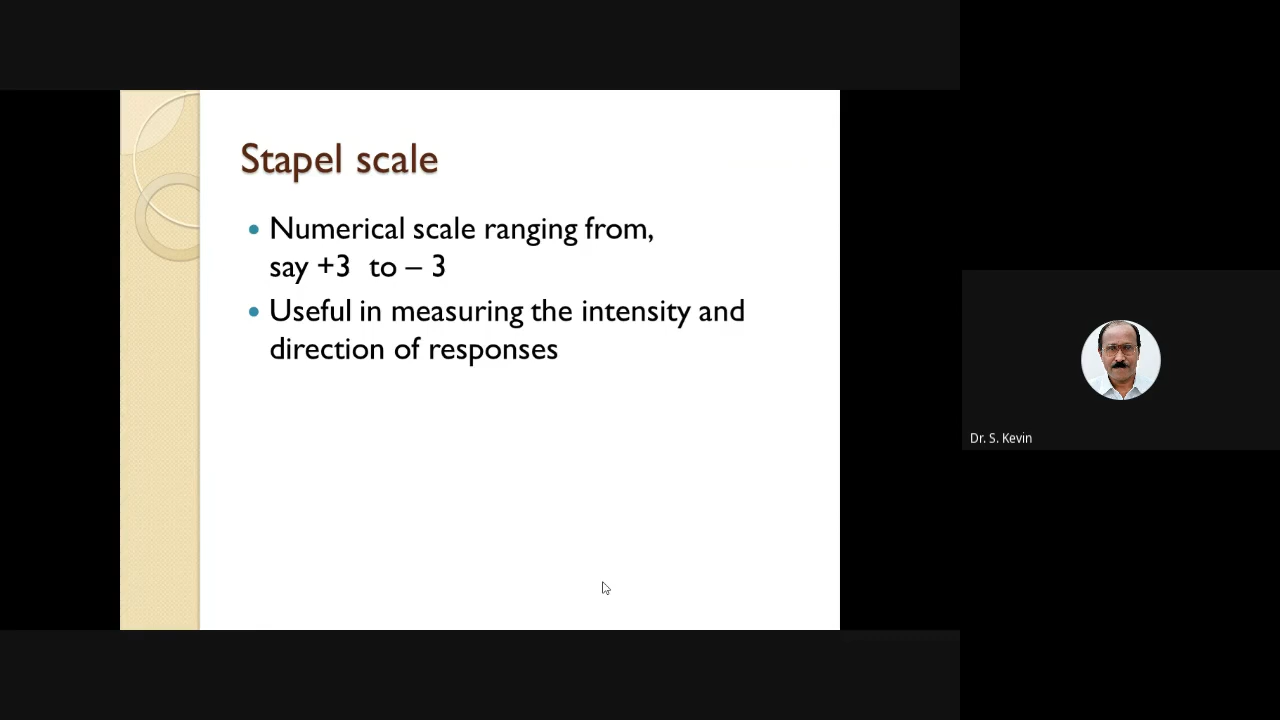 Stapel scale
• Numerical scale ranging from,
say +3 to – 3
• Useful in measuring the intensity and
direction of responses
Dr. S. Kevin